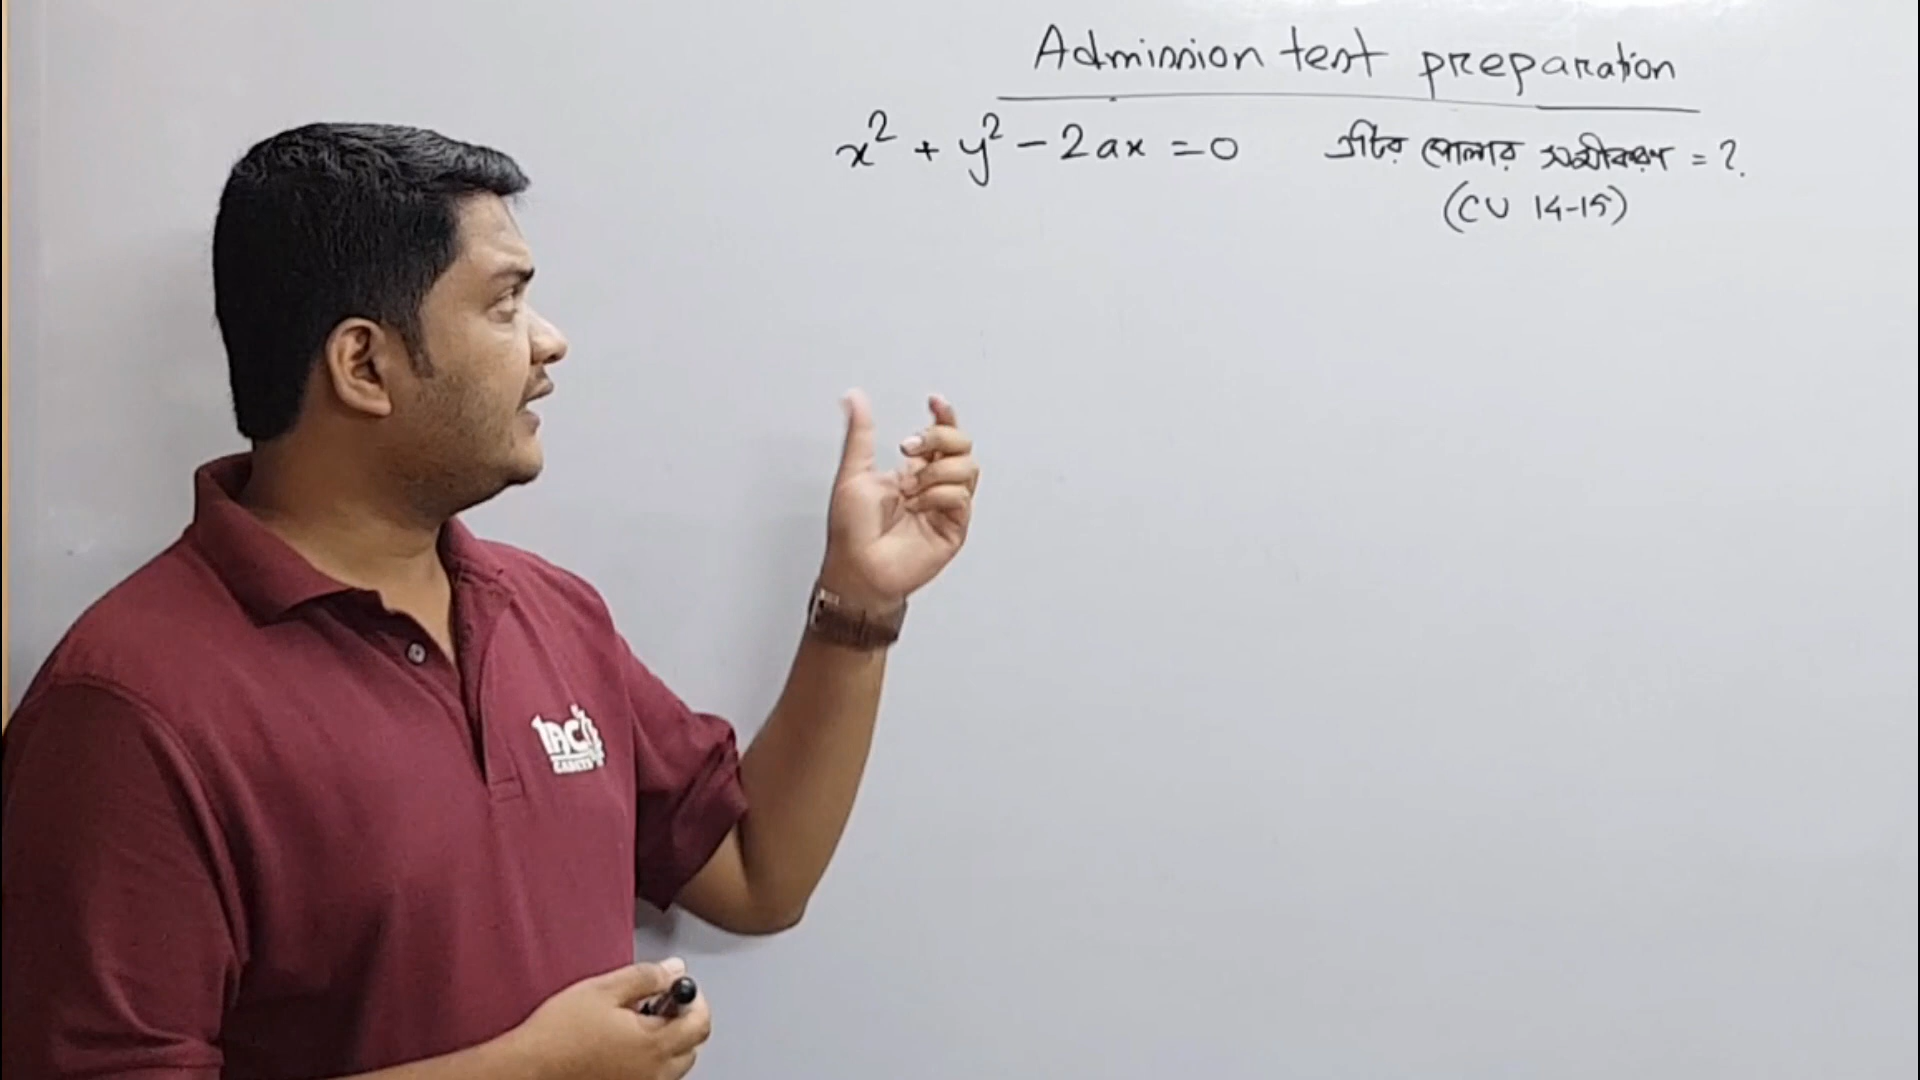 Admission test preparation
x² + y² - 2ax = 0 এটির পোলার সমীকরণ = ?
(CU 14-15)